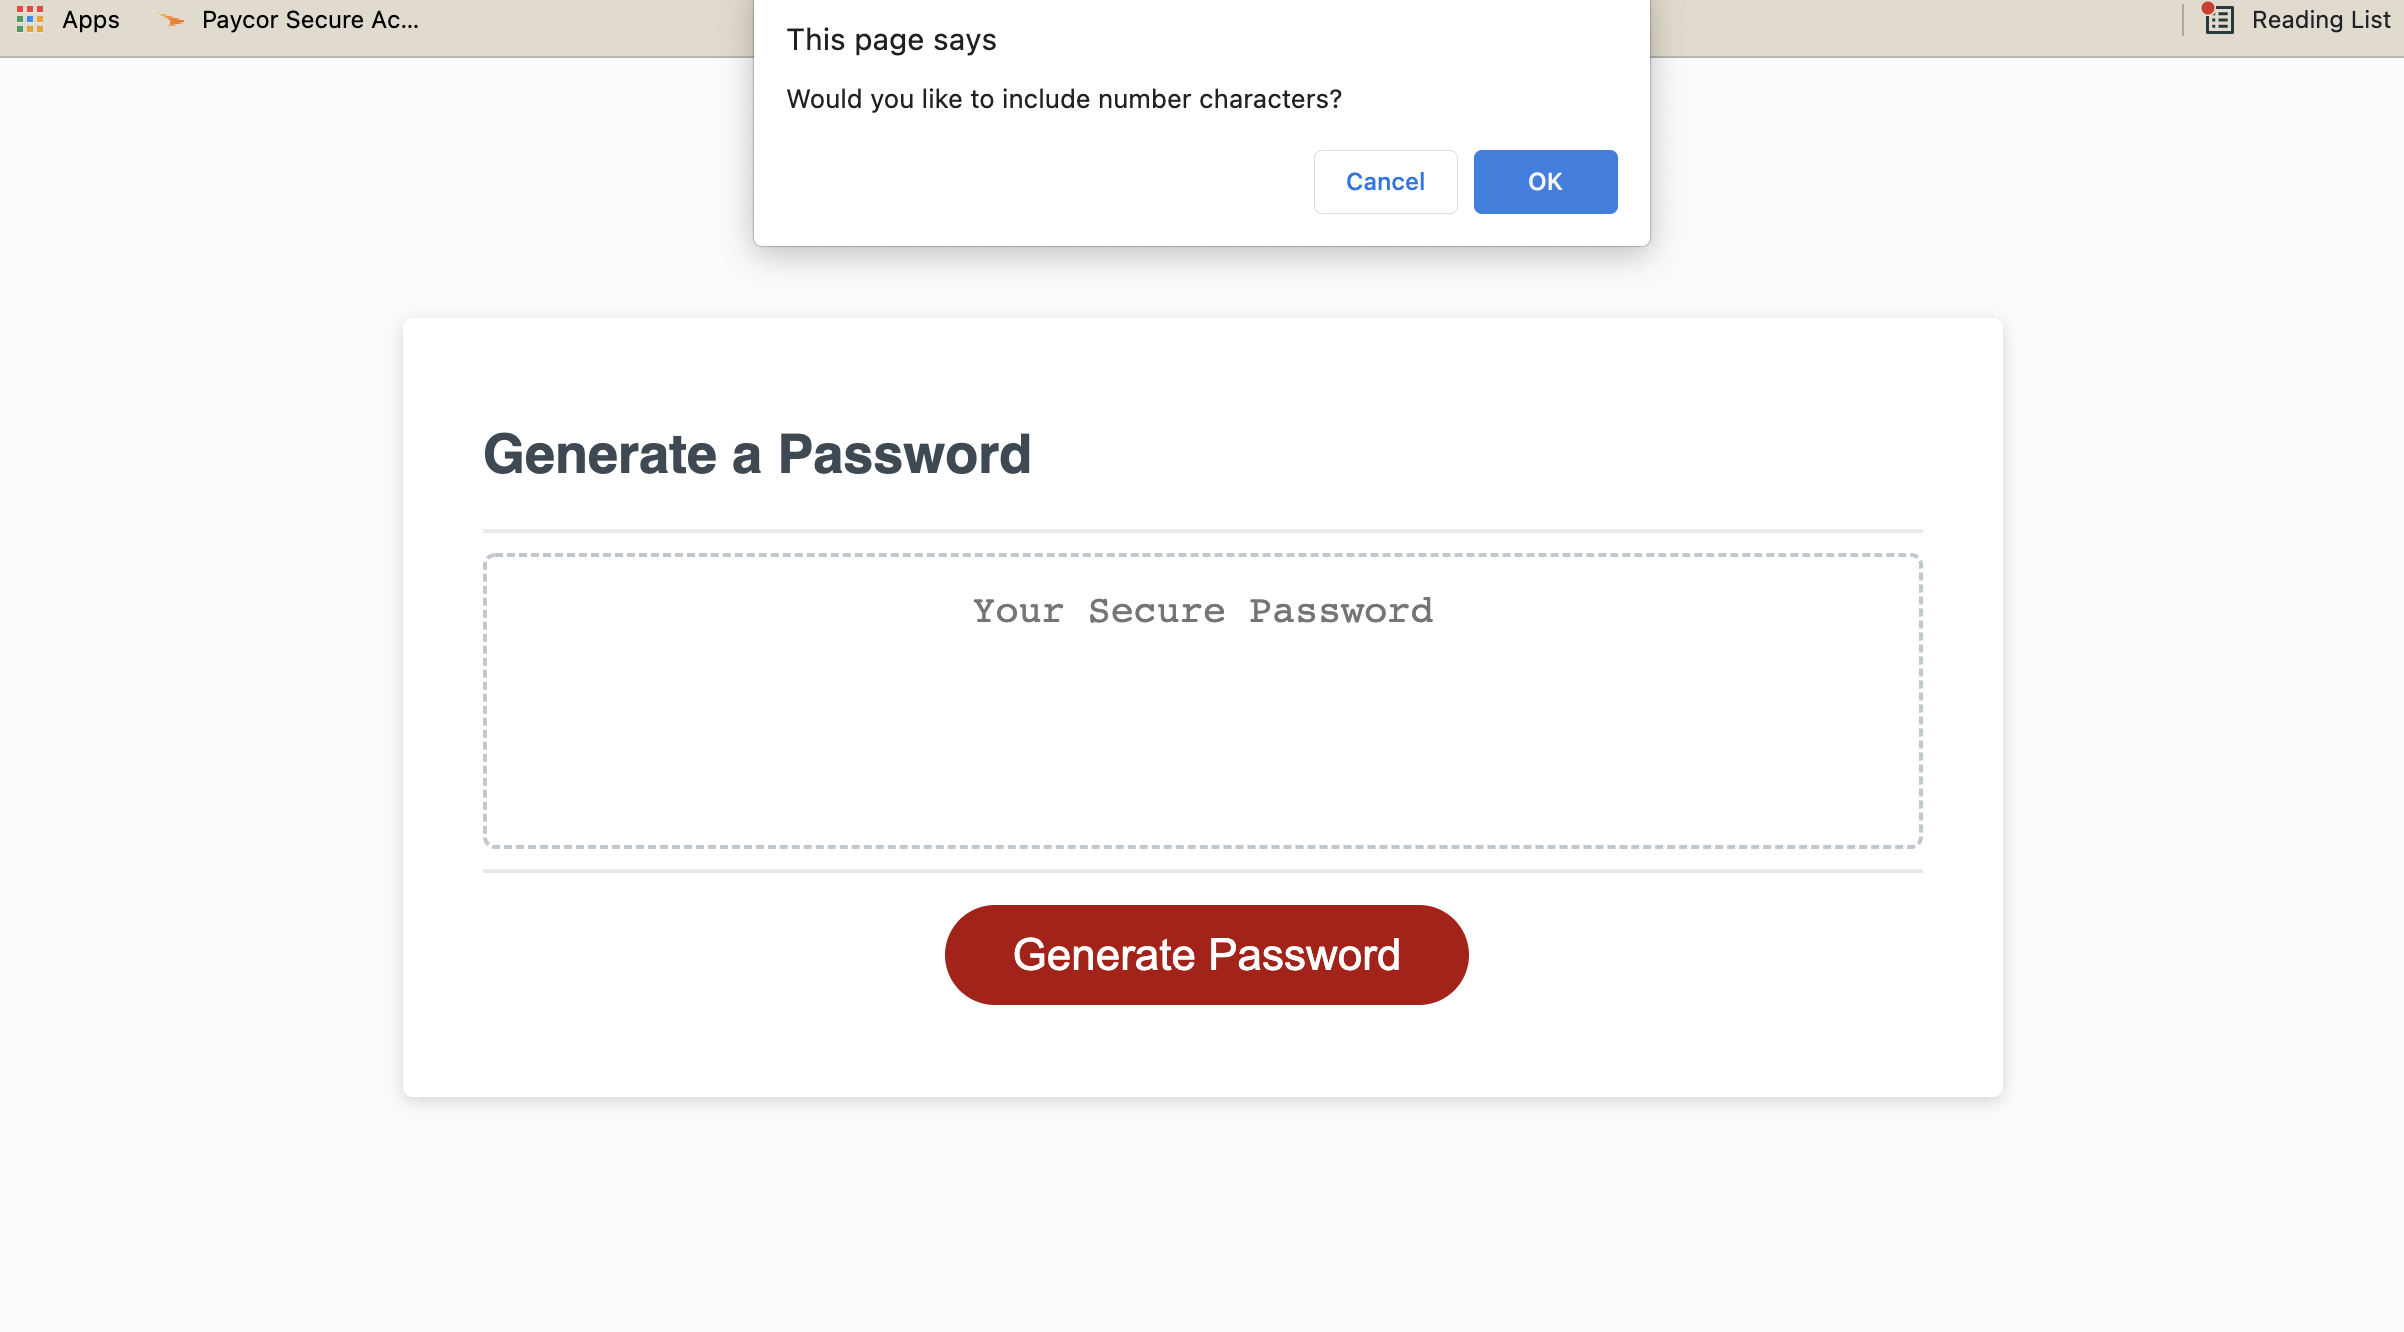 Apps Paycor Secure Ac... Reading List
This page says
Would you like to include number characters?
Cancel OK
Generate a Password
Your Secure Password
Generate Password